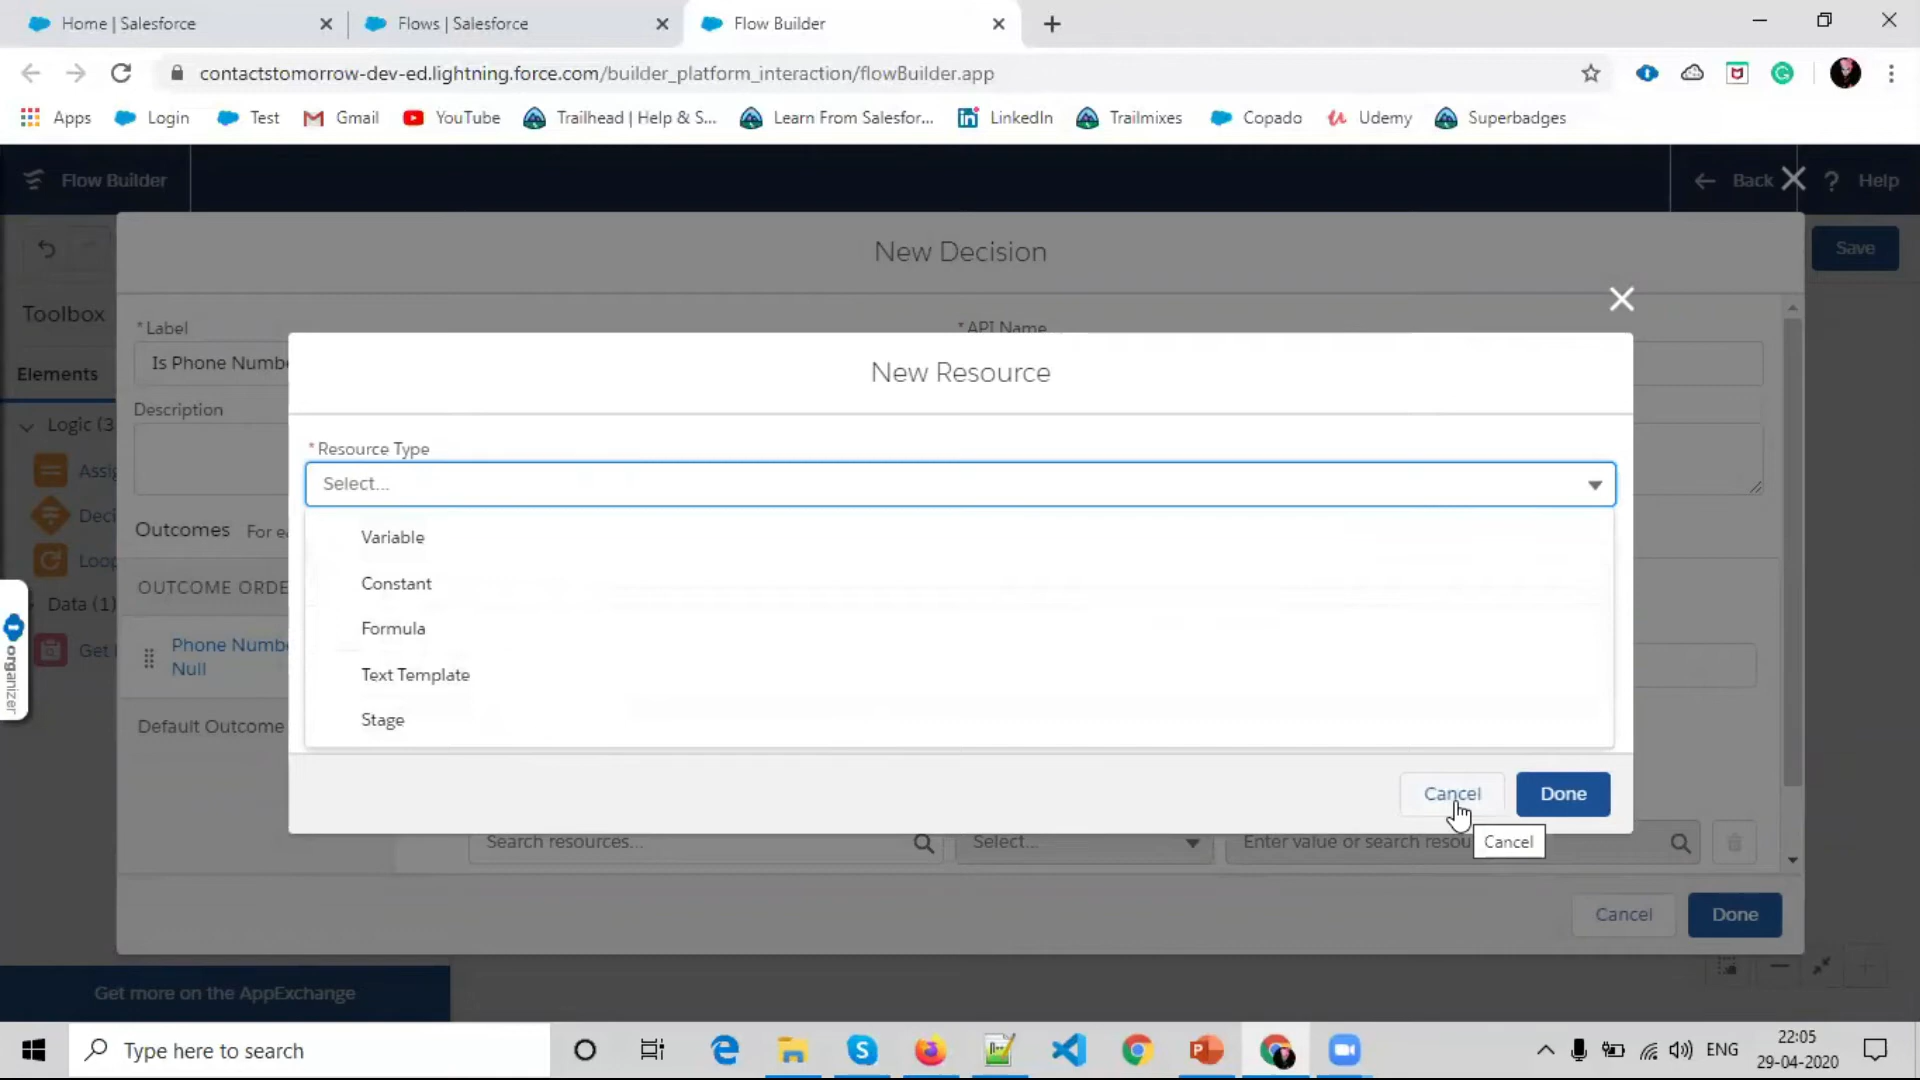 Home | Salesforce
Flows | Salesforce
Flow Builder
contactstomorrow-dev-ed.lightning.force.com/builder_platform_interaction/flowBuilder.app
Apps Login Test Gmail YouTube Trailhead | Help & S... Learn From Salesfor... LinkedIn Trailmixes Copado Udemy Superbadges
Flow Builder
Back
? Help
New Decision
Save
Toolbox
* Label
* API Name
Is Phone Numbe
New Resource
Elements
Description
Logic (3
* Resource Type
Assig
Select...
Deci
Outcomes For ea
Variable
Loop
Constant
OUTCOME ORDE
Data (1)
Formula
organizer
Get
Phone Numbe
Null
Text Template
Stage
Default Outcome
Cancel
Done
Cancel
Search resources...
Select...
Enter value or search resou
Cancel
Done
Get more on the AppExchange
Type here to search
ENG
22:05
29-04-2020